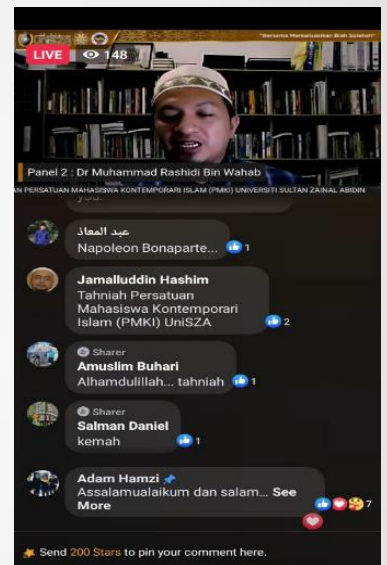 UniSZA
"Bersama Memartabatkan Biah Solehah"
LIVE 148
Panel 2 : Dr Muhammad Rashidi Bin Wahab
AN PERSATUAN MAHASISWA KONTEMPORARI ISLAM (PMKI) UNIVERSITI SULTAN ZAINAL ABIDIN
you.
عبد المعاذ
Napoleon Bonaparte... 1
Jamalluddin Hashim
Tahniah Persatuan
Mahasiswa Kontemporari
Islam (PMKI) UniSZA 2
Sharer
Amuslim Buhari
Alhamdulillah... tahniah 1
Sharer
Salman Daniel
kemah 1
Adam Hamzi
Assalamualaikum dan salam... See
More 7
Send 200 Stars to pin your comment here.